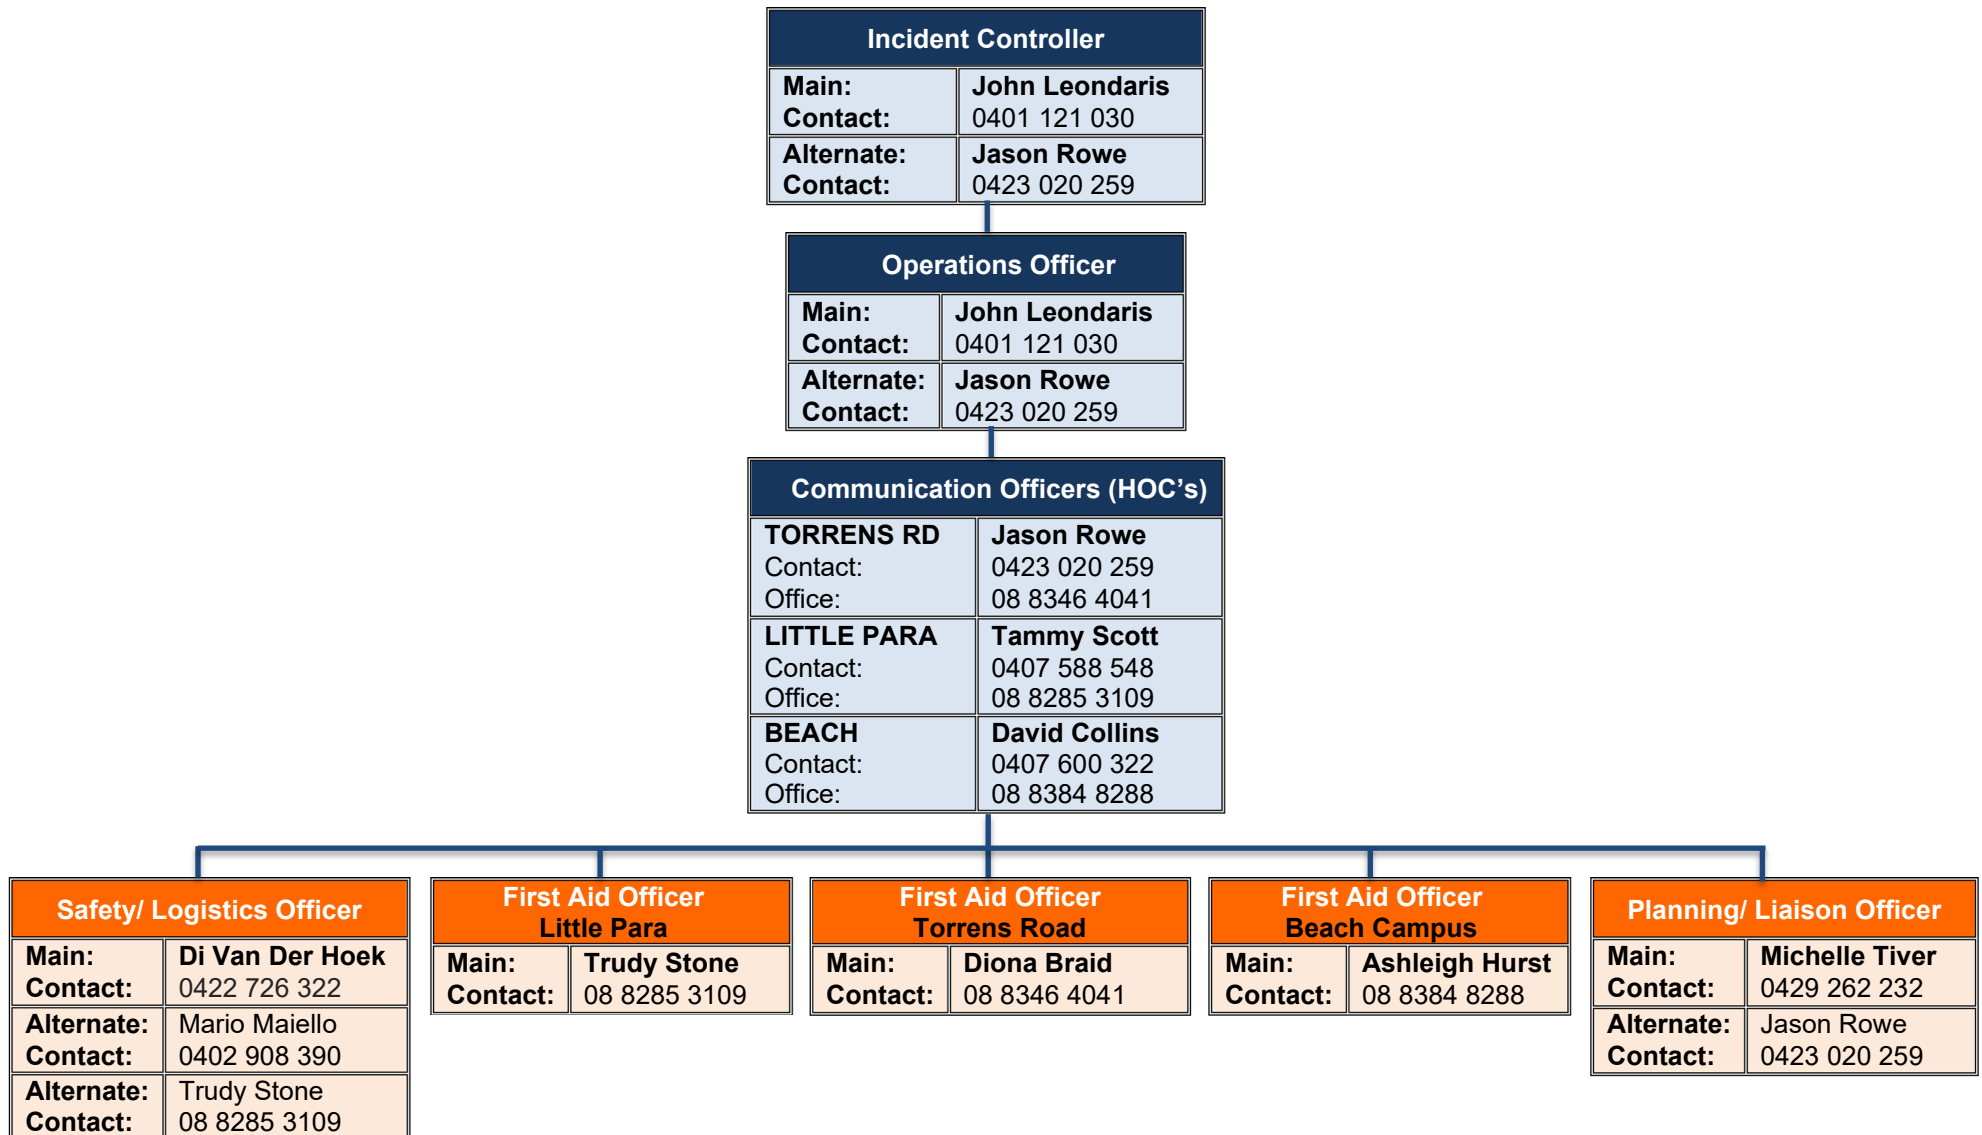 Incident Controller
Main: John Leondaris
Contact: 0401 121 030
Alternate: Jason Rowe
Contact: 0423 020 259
Operations Officer
Main: John Leondaris
Contact: 0401 121 030
Alternate: Jason Rowe
Contact: 0423 020 259
Communication Officers (HOC’s)
TORRENS RD Jason Rowe
Contact: 0423 020 259
Office: 08 8346 4041
LITTLE PARA Tammy Scott
Contact: 0407 588 548
Office: 08 8285 3109
BEACH David Collins
Contact: 0407 600 322
Office: 08 8384 8288
Safety/ Logistics Officer
Main: Di Van Der Hoek
Contact: 0422 726 322
Alternate: Mario Maiello
Contact: 0402 908 390
Alternate: Trudy Stone
Contact: 08 8285 3109
First Aid Officer
Little Para
Main: Trudy Stone
Contact: 08 8285 3109
First Aid Officer
Torrens Road
Main: Diona Braid
Contact: 08 8346 4041
First Aid Officer
Beach Campus
Main: Ashleigh Hurst
Contact: 08 8384 8288
Planning/ Liaison Officer
Main: Michelle Tiver
Contact: 0429 262 232
Alternate: Jason Rowe
Contact: 0423 020 259